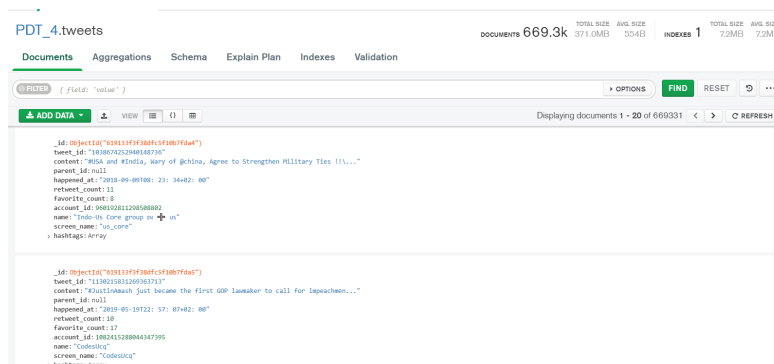 PDT_4.tweets
DOCUMENTS 669.3k TOTAL SIZE 371.0MB AVG. SIZE 554B INDEXES 1 TOTAL SIZE 7.2MB AVG. SIZ 7.2M
Documents Aggregations Schema Explain Plan Indexes Validation
FILTER { field: 'value' } OPTIONS FIND RESET ...
ADD DATA VIEW {} Displaying documents 1 - 20 of 669331 < > REFRESH
_id: ObjectId("619133f3f38dfc5f10b7fda4")
tweet_id: "1038674252940148736"
content: "#USA and #India, Wary of @china, Agree to Strengthen Military Ties !!\..."
parent_id: null
happened_at: "2018-09-09T08: 23: 34+02: 00"
retweet_count: 11
favorite_count: 8
account_id: 960192811298508802
name: "Indo-Us Core group IN ➕ us"
screen_name: "us_core"
> hashtags: Array
_id: ObjectId("619133f3f38dfc5f10b7fda5")
tweet_id: "1130215831269363713"
content: "#JustinAmash just became the first GOP lawmaker to call for impeachmen..."
parent_id: null
happened_at: "2019-05-19T22: 57: 07+02: 00"
retweet_count: 10
favorite_count: 17
account_id: 1082415288044347395
name: "CodesUcq"
screen_name: "CodesUcq"